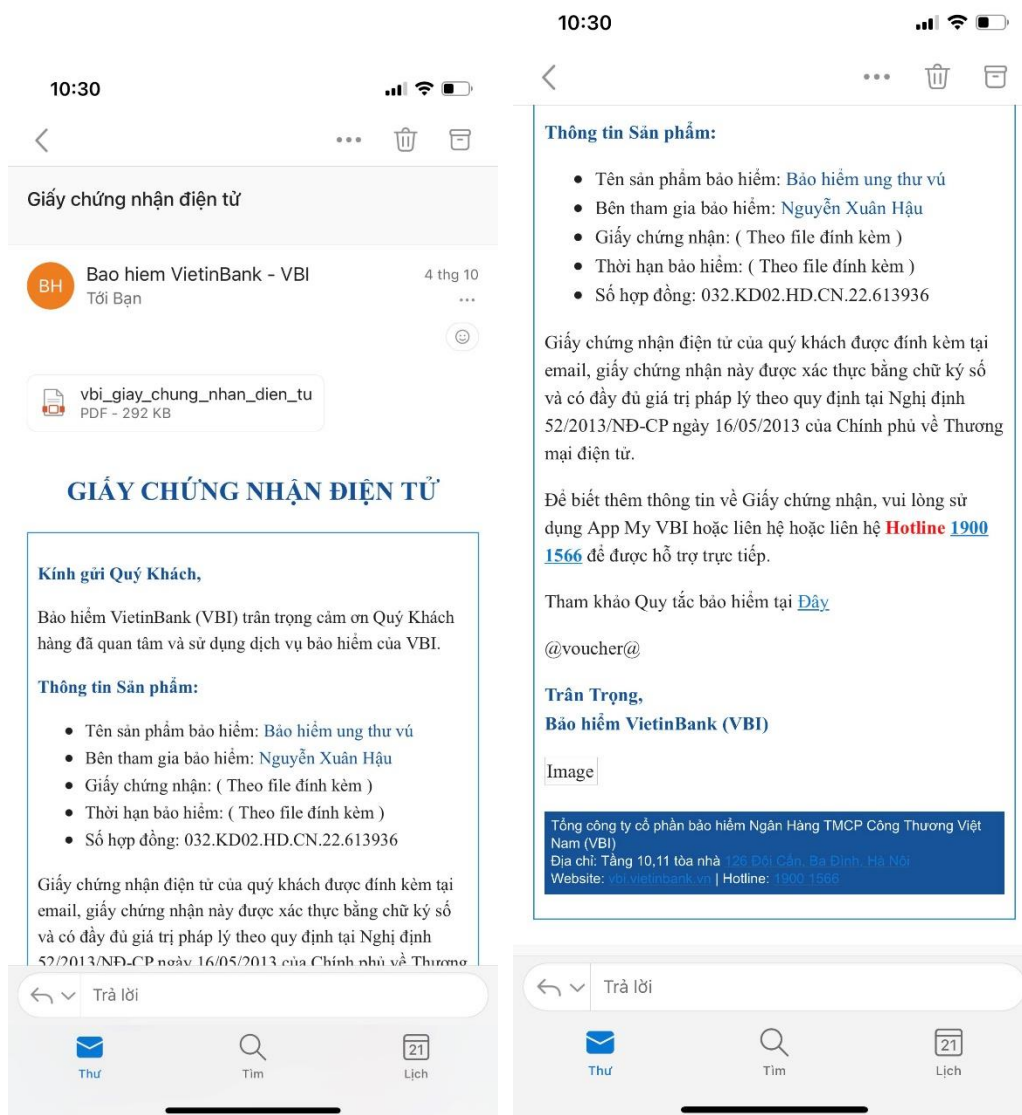 10:30
Giấy chứng nhận điện tử
BH
Bao hiem VietinBank - VBI
4 thg 10
Tới Bạn
vbi_giay_chung_nhan_dien_tu
PDF - 292 KB
GIẤY CHỨNG NHẬN ĐIỆN TỬ
Kính gửi Quý Khách,
Bảo hiểm VietinBank (VBI) trân trọng cảm ơn Quý Khách
hàng đã quan tâm và sử dụng dịch vụ bảo hiểm của VBI.
Thông tin Sản phẩm:
Tên sản phẩm bảo hiểm: Bảo hiểm ung thư vú
Bên tham gia bảo hiểm: Nguyễn Xuân Hậu
Giấy chứng nhận: ( Theo file đính kèm )
Thời hạn bảo hiểm: ( Theo file đính kèm )
Số hợp đồng: 032.KD02.HD.CN.22.613936
Giấy chứng nhận điện tử của quý khách được đính kèm tại
email, giấy chứng nhận này được xác thực bằng chữ ký số
và có đầy đủ giá trị pháp lý theo quy định tại Nghị định
52/2013/NĐ-CP ngày 16/05/2013 của Chính phủ về Thương
Trả lời
Thư
Tìm
21
Lịch
10:30
Thông tin Sản phẩm:
Tên sản phẩm bảo hiểm: Bảo hiểm ung thư vú
Bên tham gia bảo hiểm: Nguyễn Xuân Hậu
Giấy chứng nhận: ( Theo file đính kèm )
Thời hạn bảo hiểm: ( Theo file đính kèm )
Số hợp đồng: 032.KD02.HD.CN.22.613936
Giấy chứng nhận điện tử của quý khách được đính kèm tại
email, giấy chứng nhận này được xác thực bằng chữ ký số
và có đầy đủ giá trị pháp lý theo quy định tại Nghị định
52/2013/NĐ-CP ngày 16/05/2013 của Chính phủ về Thương
mại điện tử.
Để biết thêm thông tin về Giấy chứng nhận, vui lòng sử
dụng App My VBI hoặc liên hệ hoặc liên hệ Hotline 1900
1566 để được hỗ trợ trực tiếp.
Tham khảo Quy tắc bảo hiểm tại Đây
@voucher@
Trân Trọng,
Bảo hiểm VietinBank (VBI)
Image
Tổng công ty cổ phần bảo hiểm Ngân Hàng TMCP Công Thương Việt
Nam (VBI)
Địa chỉ: Tầng 10,11 tòa nhà 126 Đội Cấn, Ba Đình, Hà Nội
Website: vbi.vietinbank.vn | Hotline: 1900 1566
Trả lời
Thư
Tìm
21
Lịch